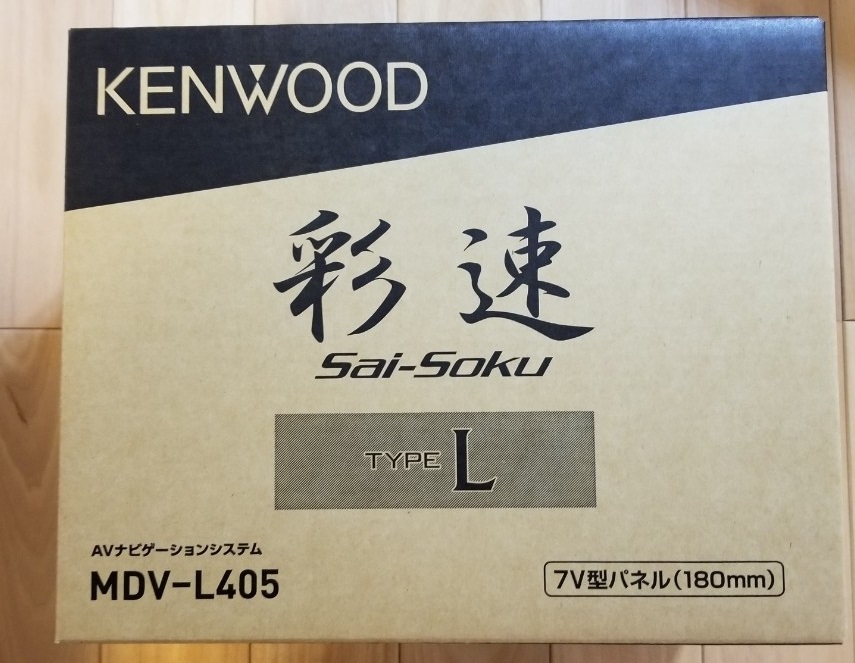 KENWOOD
彩速
Sai-Soku
TYPE L
AVナビゲーションシステム
MDV-L405
7V型パネル(180mm)